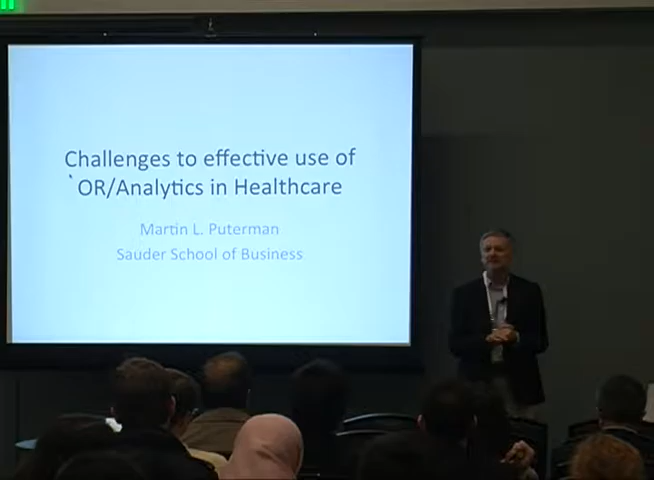 Challenges to effective use of
`OR/Analytics in Healthcare
Martin L. Puterman
Sauder School of Business